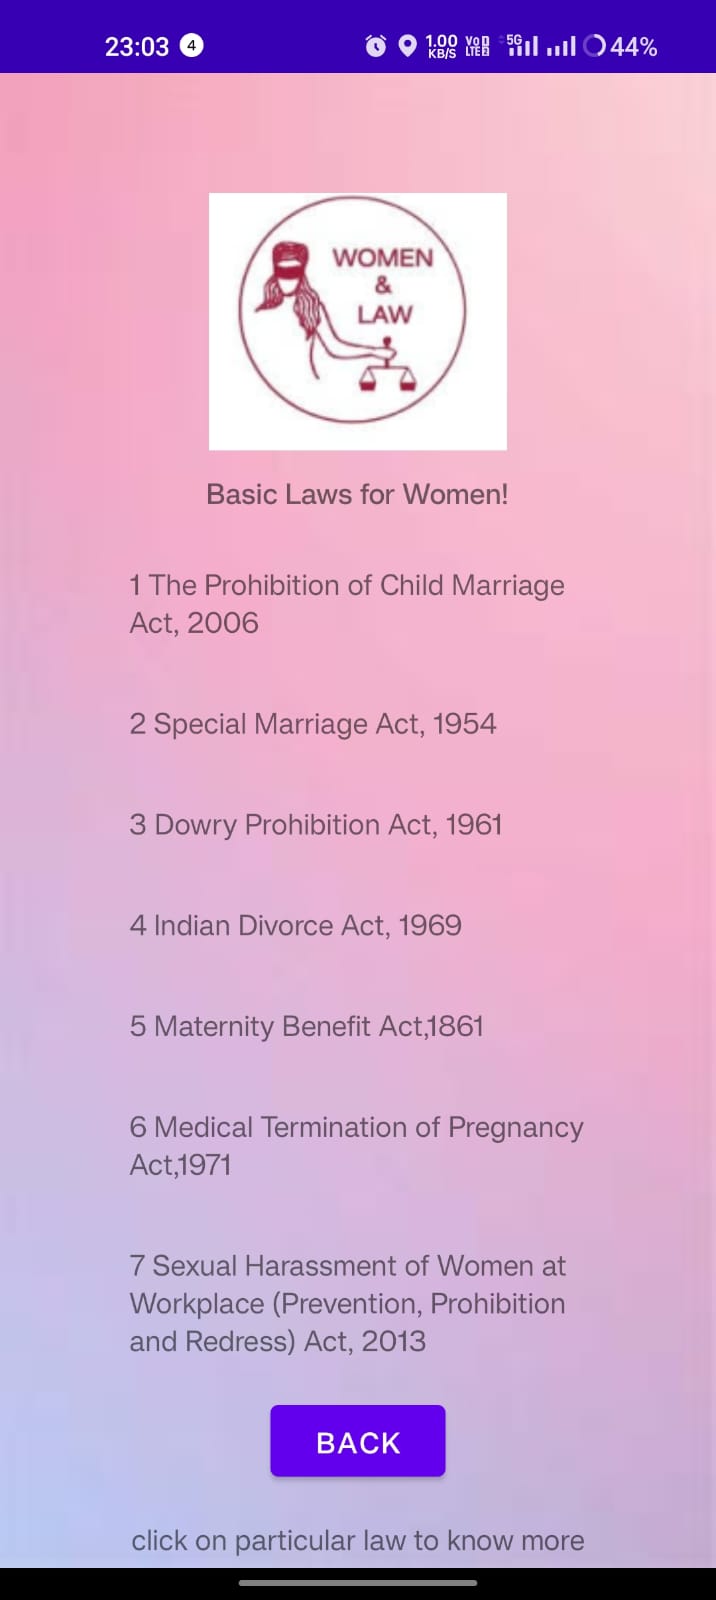 23:03 4 1.00 KB/S Vo LTE 2 5G 44%
WOMEN
&
LAW
Basic Laws for Women!
1 The Prohibition of Child Marriage
Act, 2006
2 Special Marriage Act, 1954
3 Dowry Prohibition Act, 1961
4 Indian Divorce Act, 1969
5 Maternity Benefit Act,1861
6 Medical Termination of Pregnancy
Act,1971
7 Sexual Harassment of Women at
Workplace (Prevention, Prohibition
and Redress) Act, 2013
BACK
click on particular law to know more